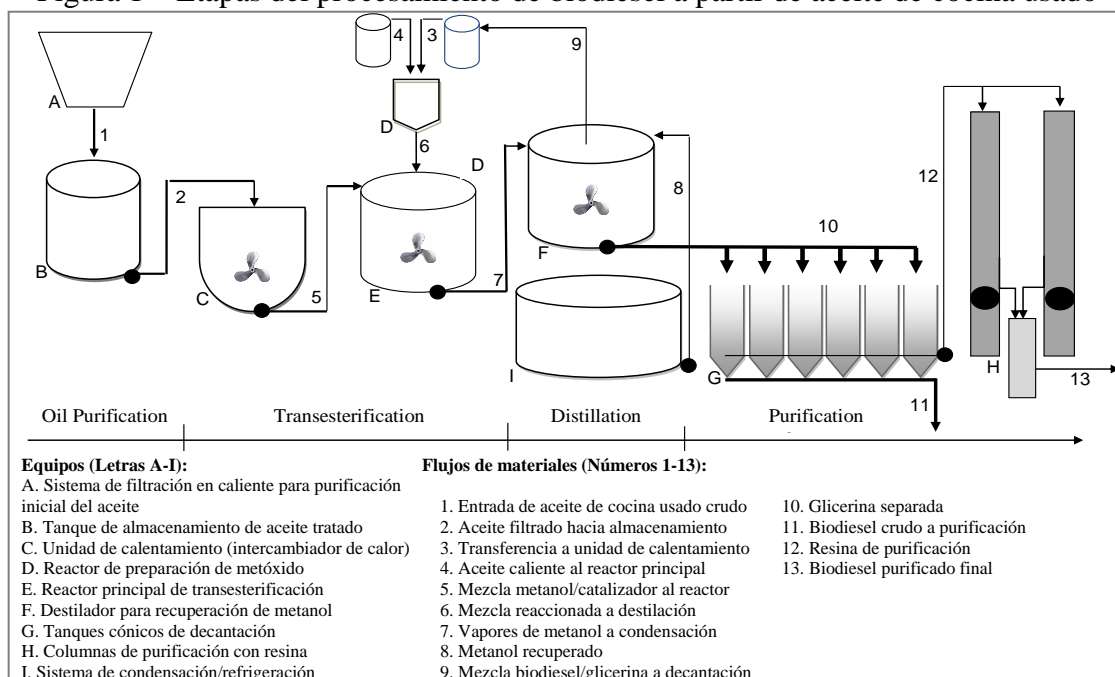 Figura 1 – Etapas del procesamiento de biodiesel a partir de aceite de cocina usado
4
3
9
A
D
1
6
D
12
2
8
10
B
F
C
5
E
7
I
G
H
13
11
Oil Purification
Transesterification
Distillation
Purification
Equipos (Letras A-I):
A. Sistema de filtración en caliente para purificación
inicial del aceite
B. Tanque de almacenamiento de aceite tratado
C. Unidad de calentamiento (intercambiador de calor)
D. Reactor de preparación de metóxido
E. Reactor principal de transesterificación
F. Destilador para recuperación de metanol
G. Tanques cónicos de decantación
H. Columnas de purificación con resina
I. Sistema de condensación/refrigeración
Flujos de materiales (Números 1-13):
1. Entrada de aceite de cocina usado crudo
2. Aceite filtrado hacia almacenamiento
3. Transferencia a unidad de calentamiento
4. Aceite caliente al reactor principal
5. Mezcla metanol/catalizador al reactor
6. Mezcla reaccionada a destilación
7. Vapores de metanol a condensación
8. Metanol recuperado
9. Mezcla biodiesel/glicerina a decantación
10. Glicerina separada
11. Biodiesel crudo a purificación
12. Resina de purificación
13. Biodiesel purificado final